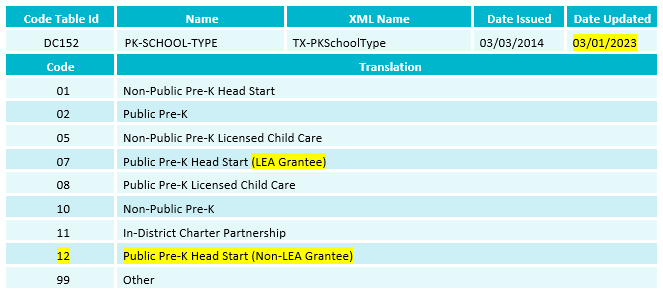 Code Table Id Name XML Name Date Issued Date Updated
DC152 PK-SCHOOL-TYPE TX-PKSchoolType 03/03/2014 03/01/2023
Code Translation
01 Non-Public Pre-K Head Start
02 Public Pre-K
05 Non-Public Pre-K Licensed Child Care
07 Public Pre-K Head Start (LEA Grantee)
08 Public Pre-K Licensed Child Care
10 Non-Public Pre-K
11 In-District Charter Partnership
12 Public Pre-K Head Start (Non-LEA Grantee)
99 Other